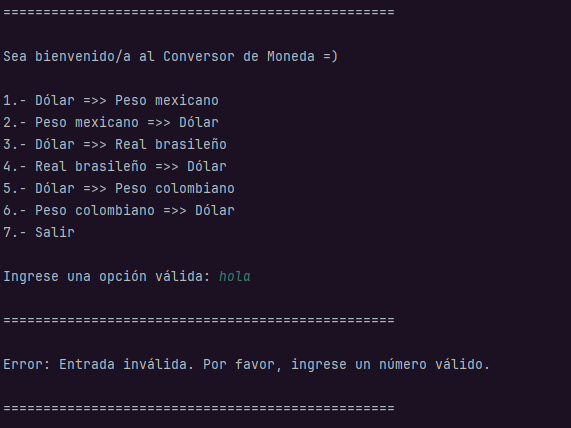 =================================================
Sea bienvenido/a al Conversor de Moneda =)
1.- Dólar =>> Peso mexicano
2.- Peso mexicano =>> Dólar
3.- Dólar =>> Real brasileño
4.- Real brasileño =>> Dólar
5.- Dólar =>> Peso colombiano
6.- Peso colombiano =>> Dólar
7.- Salir
Ingrese una opción válida: hola
=================================================
Error: Entrada inválida. Por favor, ingrese un número válido.
=================================================